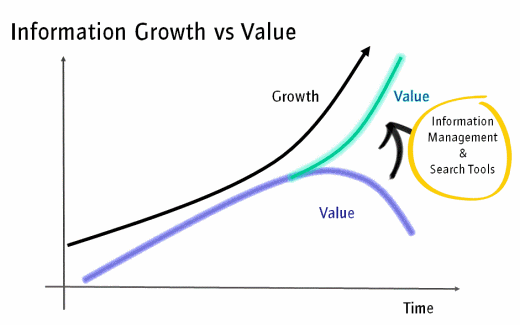 Information Growth vs Value
Growth
Value
Information
Management
&
Search Tools
Value
Time